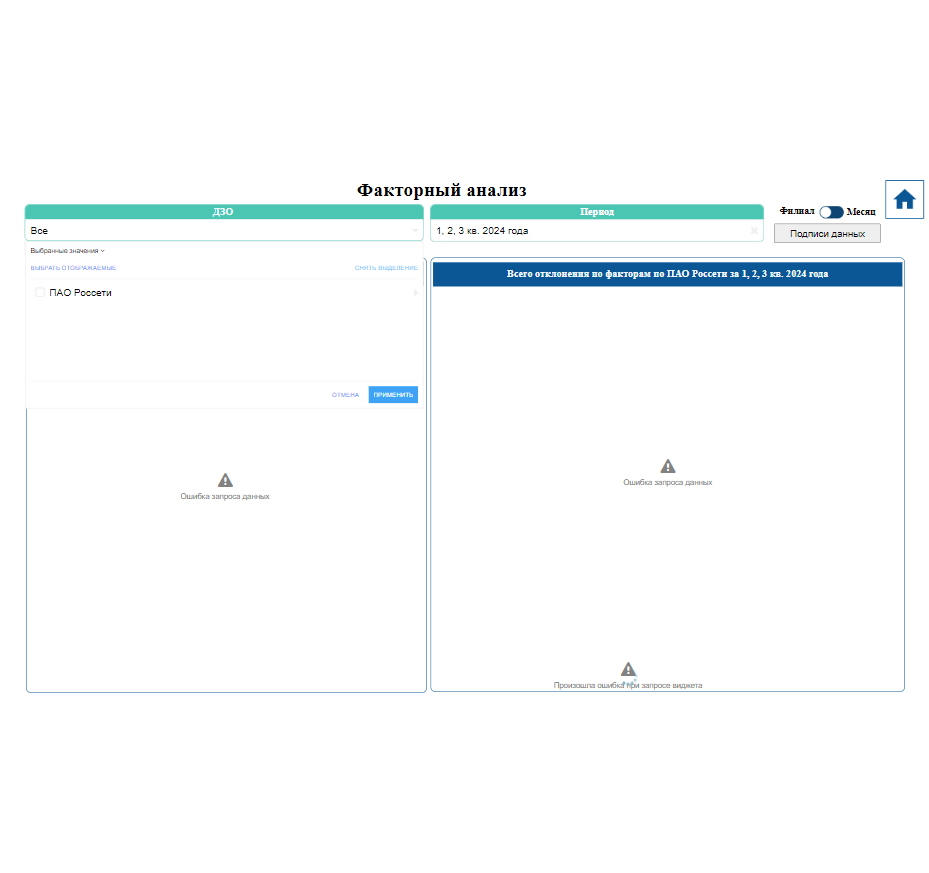 Факторный анализ
ДЗО
Период
Филиал
Месяц
Все
1, 2, 3 кв. 2024 года
Подписи данных
Выбранные значения
ВЫБРАТЬ ОТОБРАЖАЕМЫЕ
СНЯТЬ ВЫДЕЛЕНИЕ
ПАО Россети
ОТМЕНА
ПРИМЕНИТЬ
Всего отклонения по факторам по ПАО Россети за 1, 2, 3 кв. 2024 года
Ошибка запроса данных
Ошибка запроса данных
Произошла ошибка при запросе виджета